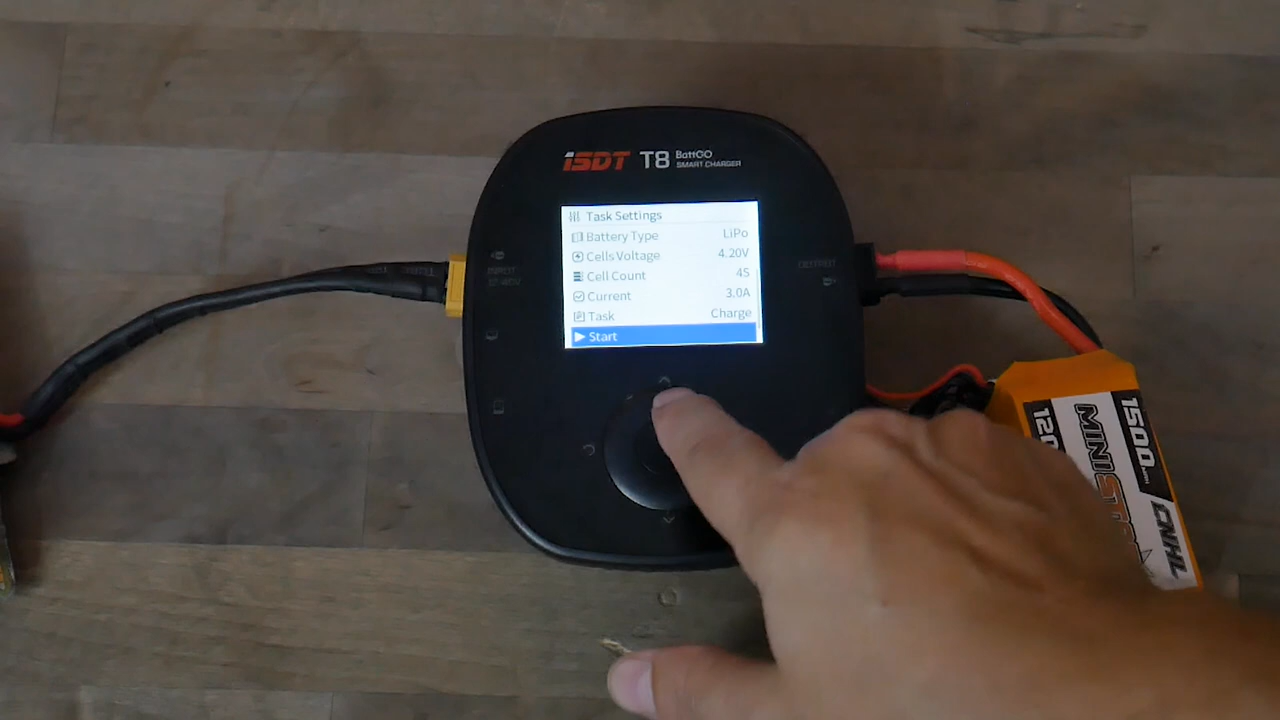 iSDT T8 BattGO
SMART CHARGER
Task Settings
Battery Type LiPo
Cells Voltage 4.20V
Cell Count 4S
Current 3.0A
Task Charge
Start
1500
CNHL
MINI
120